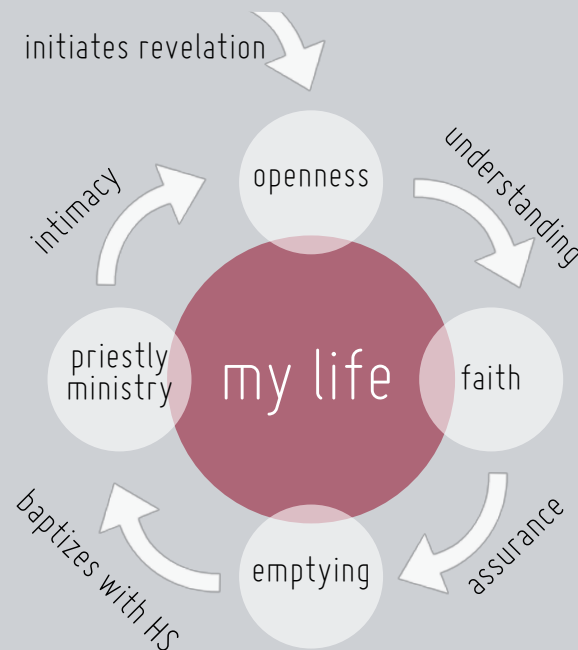 initiates revelation
openness
understanding
intimacy
priestly
ministry
my life
faith
emptying
assurance
baptizes with HS